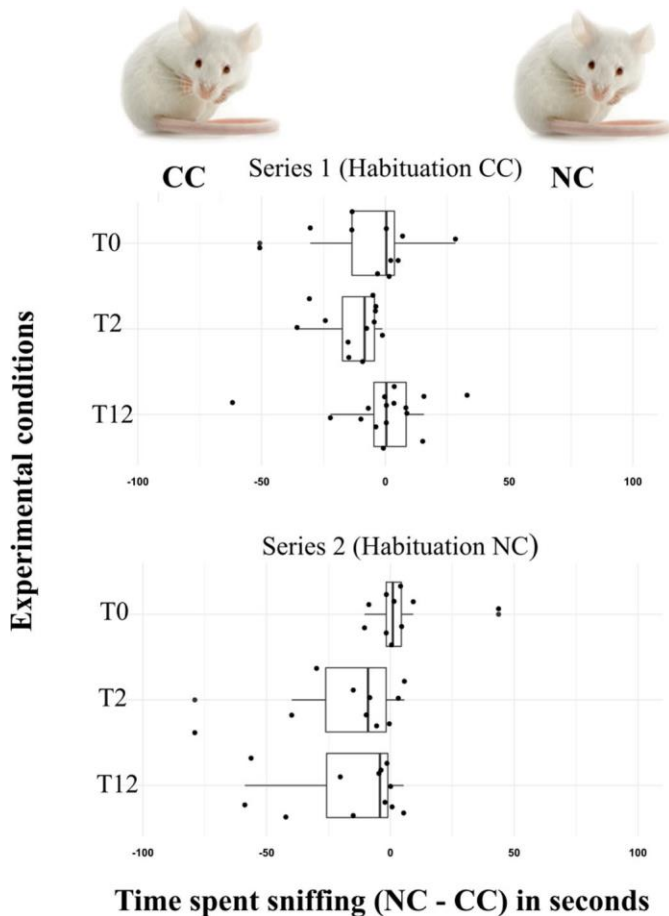 CC
NC
Series 1 (Habituation CC)
T0
T2
T12
-100 -50 0 50 100
Series 2 (Habituation NC)
T0
T2
T12
-100 -50 0 50 100
Experimental conditions
Time spent sniffing (NC - CC) in seconds